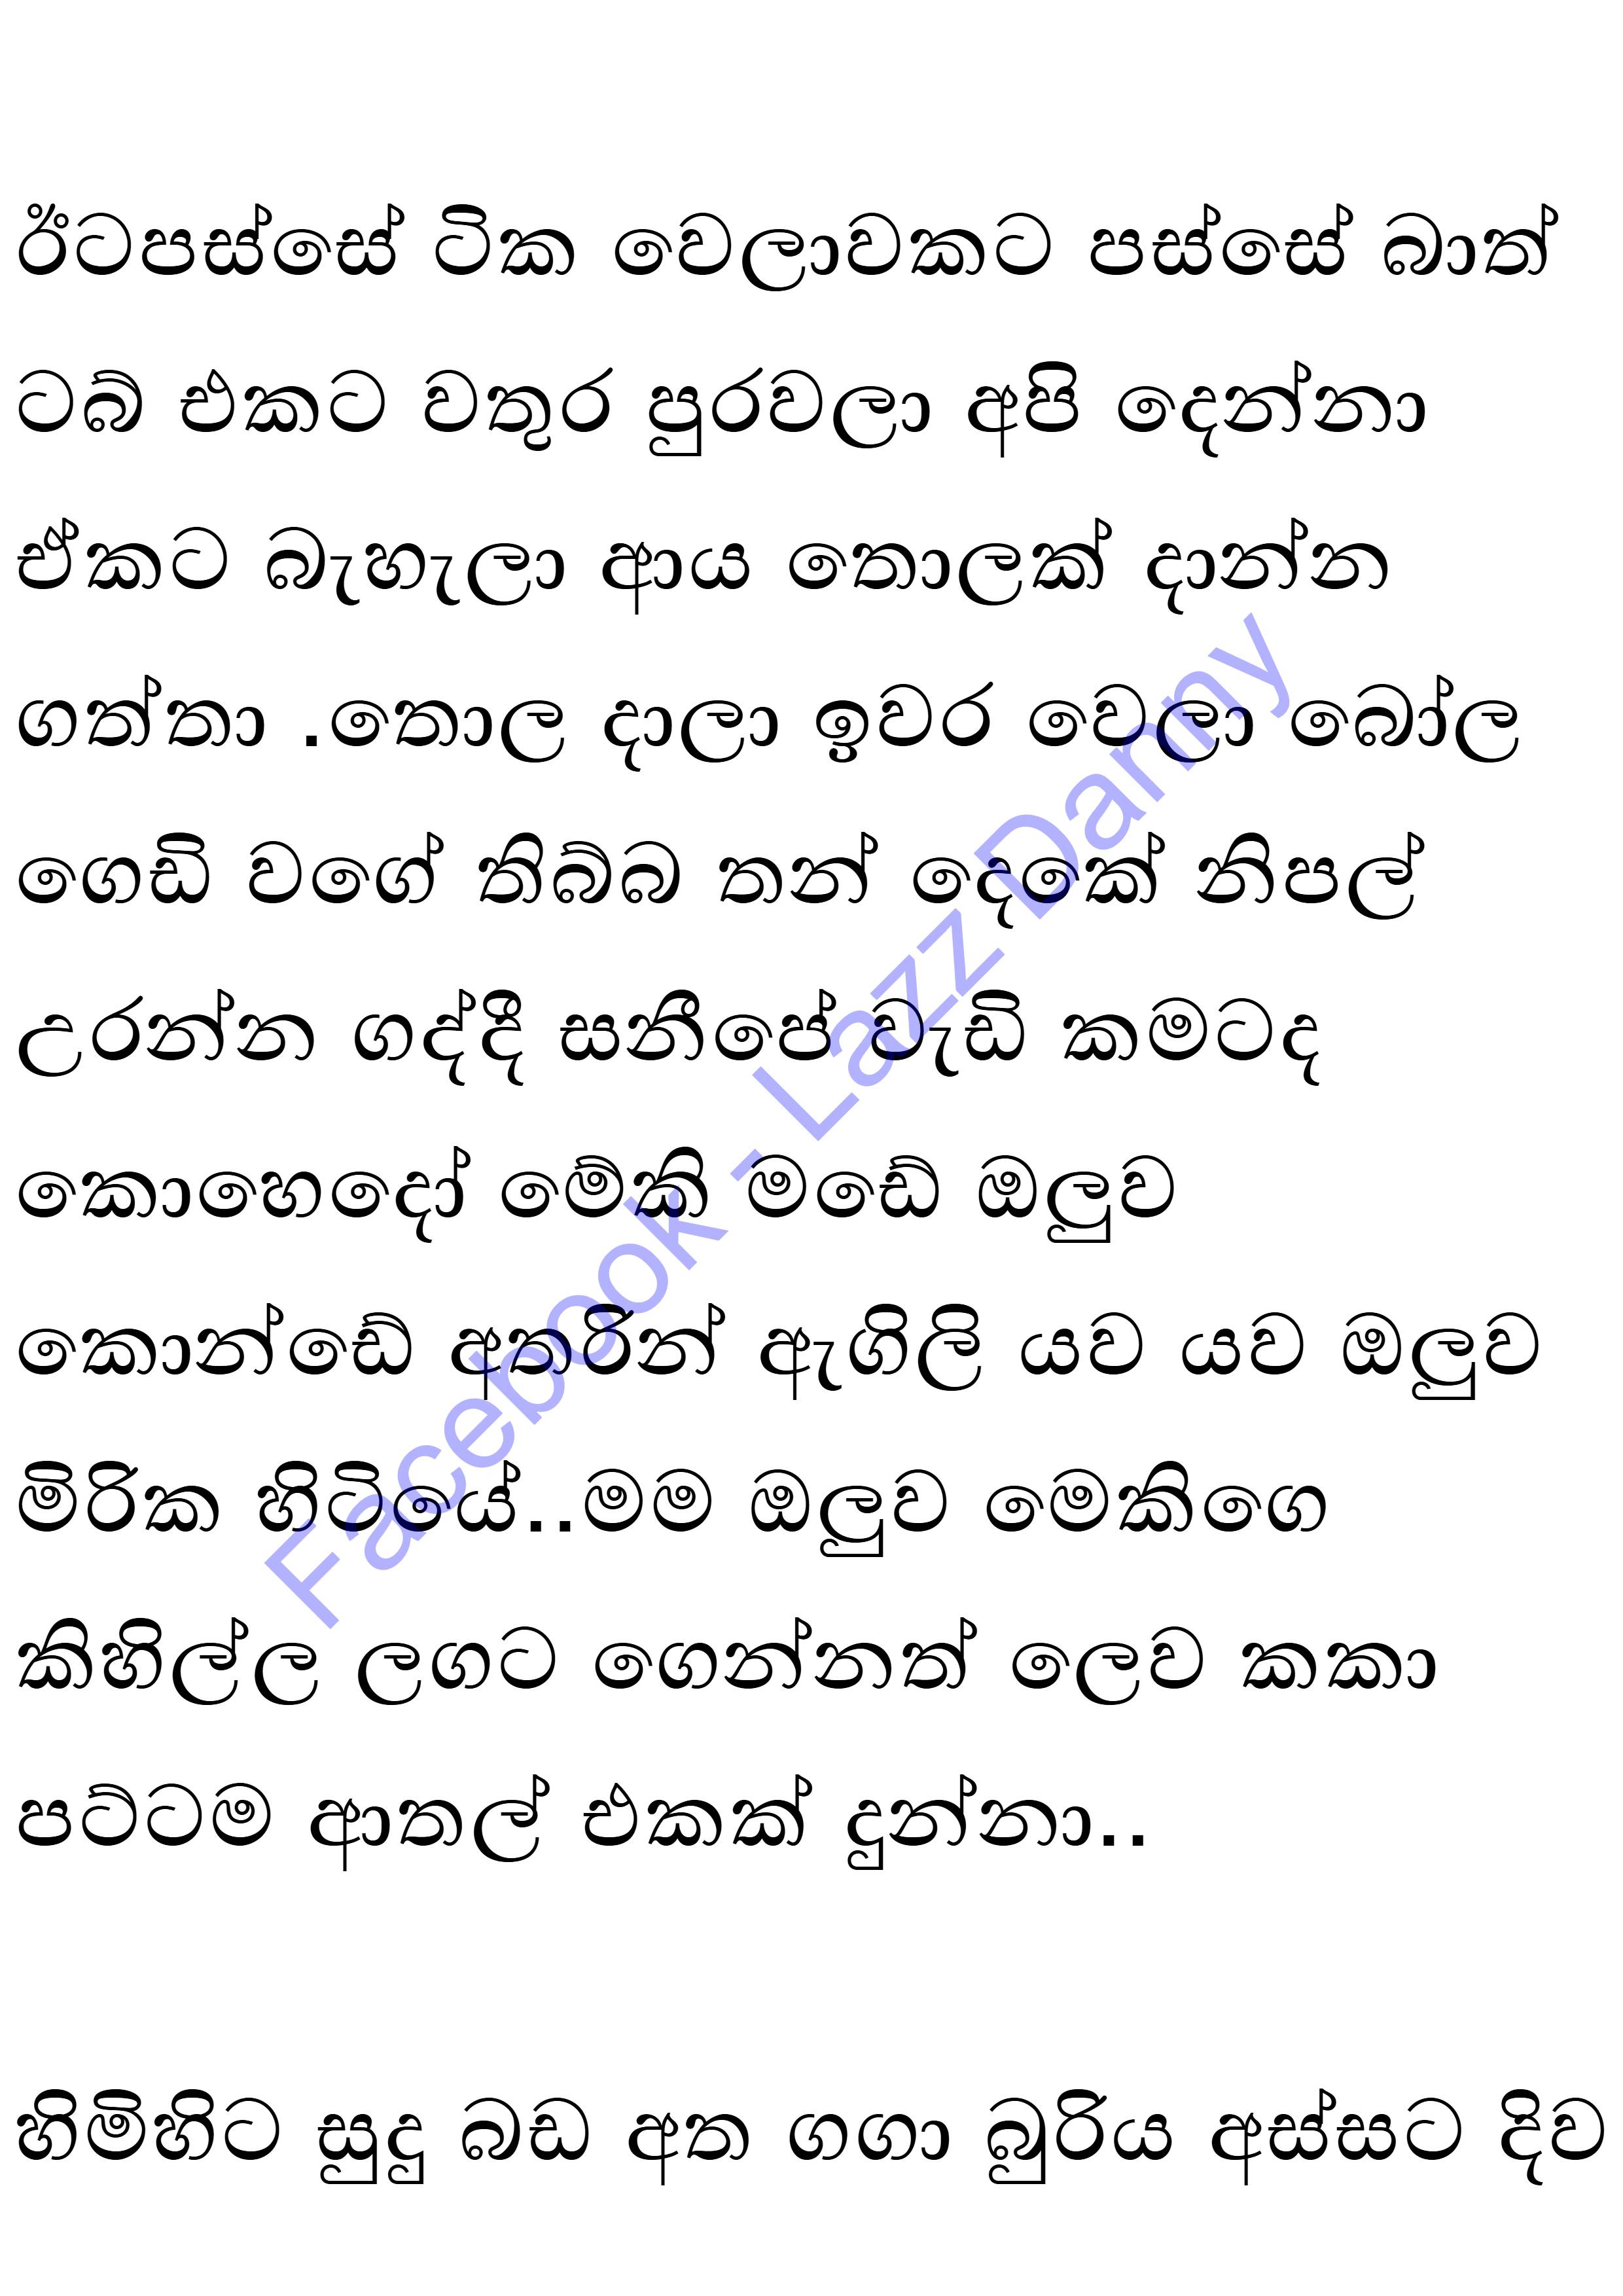 ඊටපස්සේ ටික වෙලාවකට පස්සේ බාත්
ටබ් එකට වතුර පුරවලා අපි දෙන්නා
ඒකට බැහැලා ආය තොලක් දාන්න
ගත්තා .තොල දාලා ඉවර වෙලා බෝල
ගෙඩි වගේ තිබ්බ තන් දෙකේ නිපල්
උරන්න ගද්දී සනීපේ වැඩි කමටද
කොහෙදෝ මේකි මඩේ ඔලුව
කොන්ඩේ අතරින් ඇගිලි යව යව ඔලුව
මිරික හිටියේ..මම ඔලුව මෙකිගෙ
කිහිල්ල ලගට ගෙන්නත් ලෙව කකා
පට්ටම ආතල් එකක් දුන්නා..
හිමිහිට සුදු බඩ අත ගගා බුරිය අස්සට දිව
Facebook - Lazz Danny